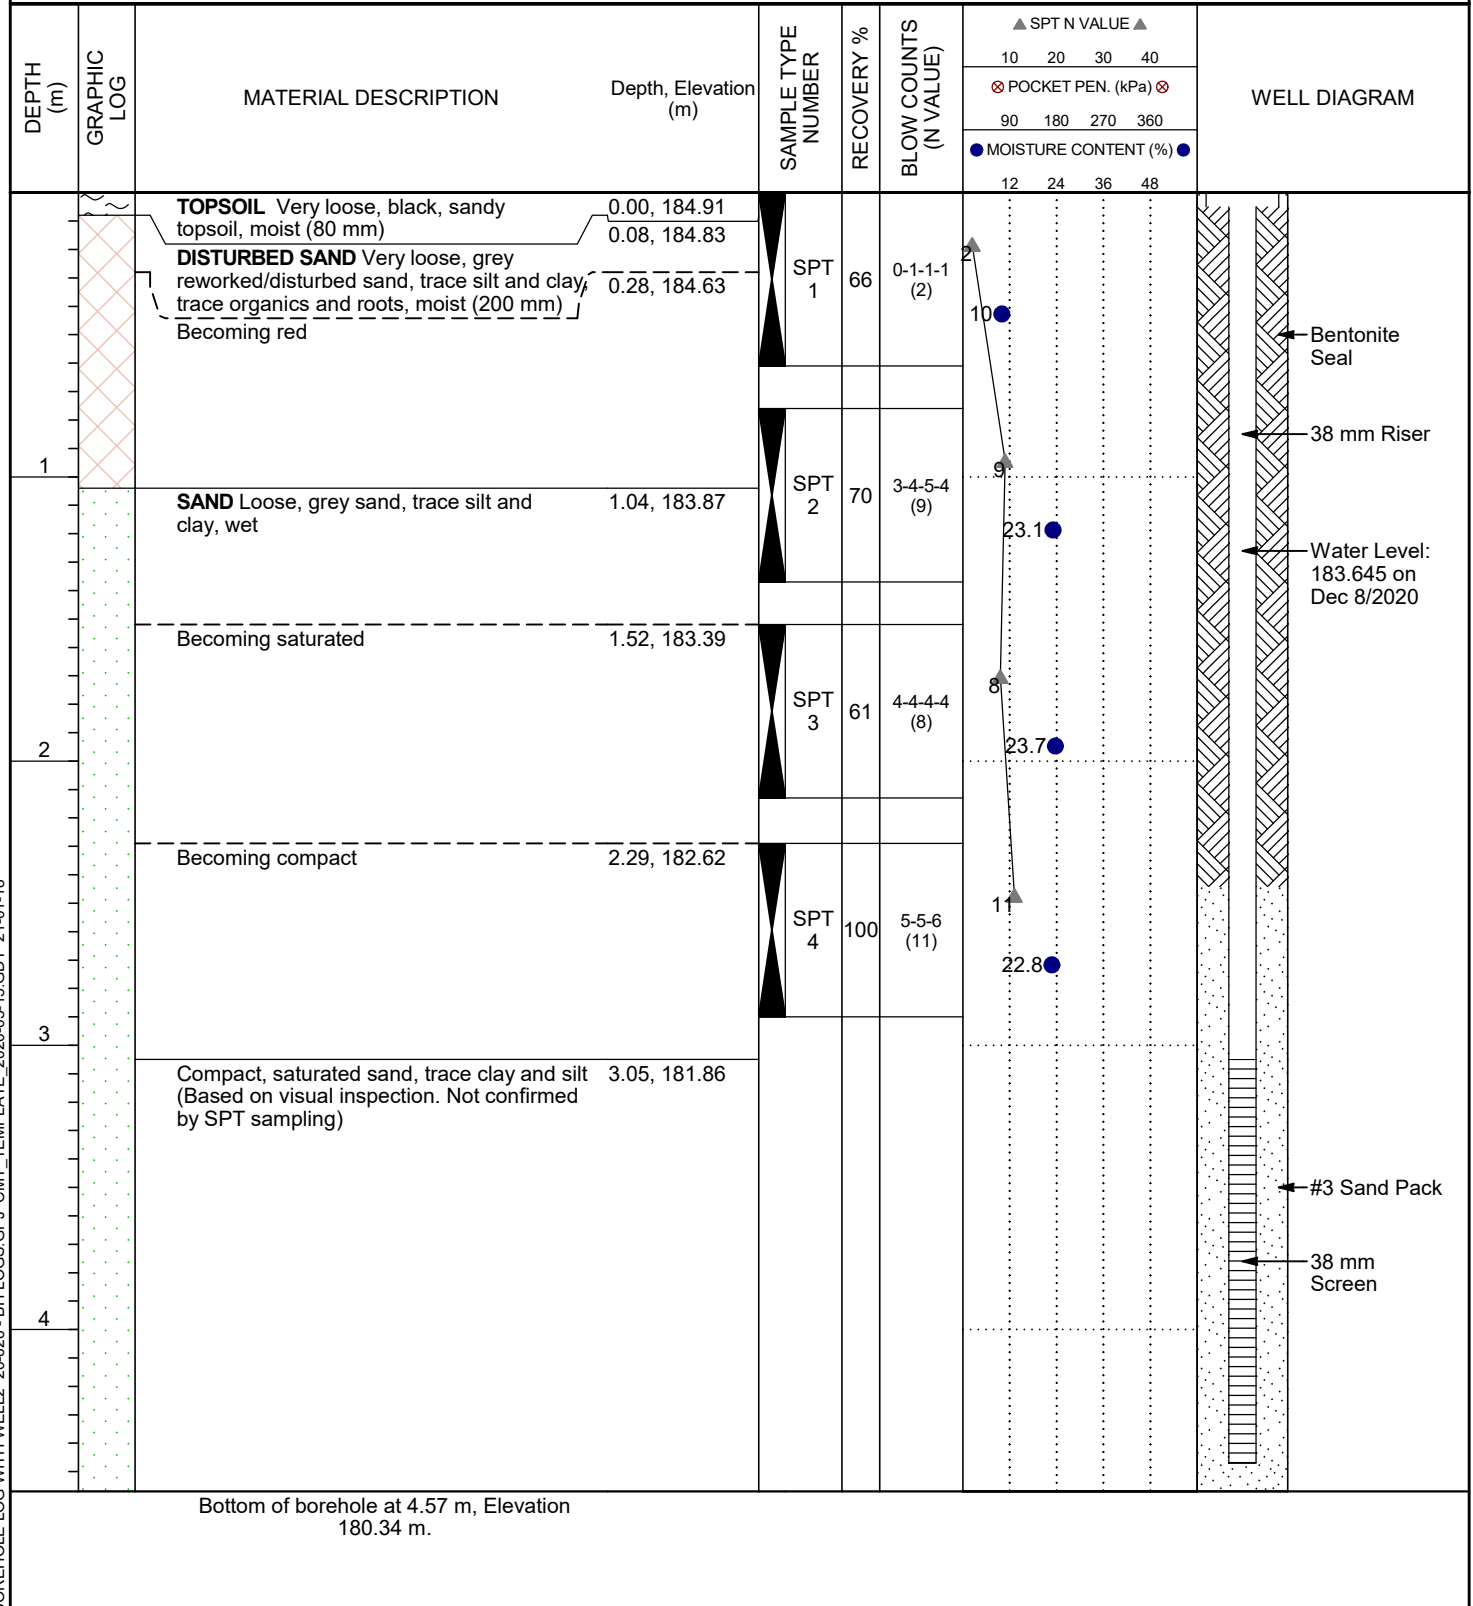 DEPTH
(m)
GRAPHIC
LOG
MATERIAL DESCRIPTION
Depth, Elevation
(m)
SAMPLE TYPE
NUMBER
RECOVERY %
BLOW COUNTS
(N VALUE)
SPT N VALUE
10 20 30 40
POCKET PEN. (kPa)
90 180 270 360
MOISTURE CONTENT (%)
12 24 36 48
WELL DIAGRAM
TOPSOIL Very loose, black, sandy
topsoil, moist (80 mm)
0.00, 184.91
0.08, 184.83
DISTURBED SAND Very loose, grey
reworked/disturbed sand, trace silt and clay,
trace organics and roots, moist (200 mm)
0.28, 184.63
Becoming red
SPT
1
66
0-1-1-1
(2)
2
10
Bentonite
Seal
38 mm Riser
1
SAND Loose, grey sand, trace silt and
clay, wet
1.04, 183.87
SPT
2
70
3-4-5-4
(9)
9
23.1
Water Level:
183.645 on
Dec 8/2020
Becoming saturated
1.52, 183.39
SPT
3
61
4-4-4-4
(8)
8
23.7
2
Becoming compact
2.29, 182.62
SPT
4
100
5-5-6
(11)
11
22.8
3
Compact, saturated sand, trace clay and silt
(Based on visual inspection. Not confirmed
by SPT sampling)
3.05, 181.86
#3 Sand Pack
38 mm
Screen
4
Bottom of borehole at 4.57 m, Elevation
180.34 m.